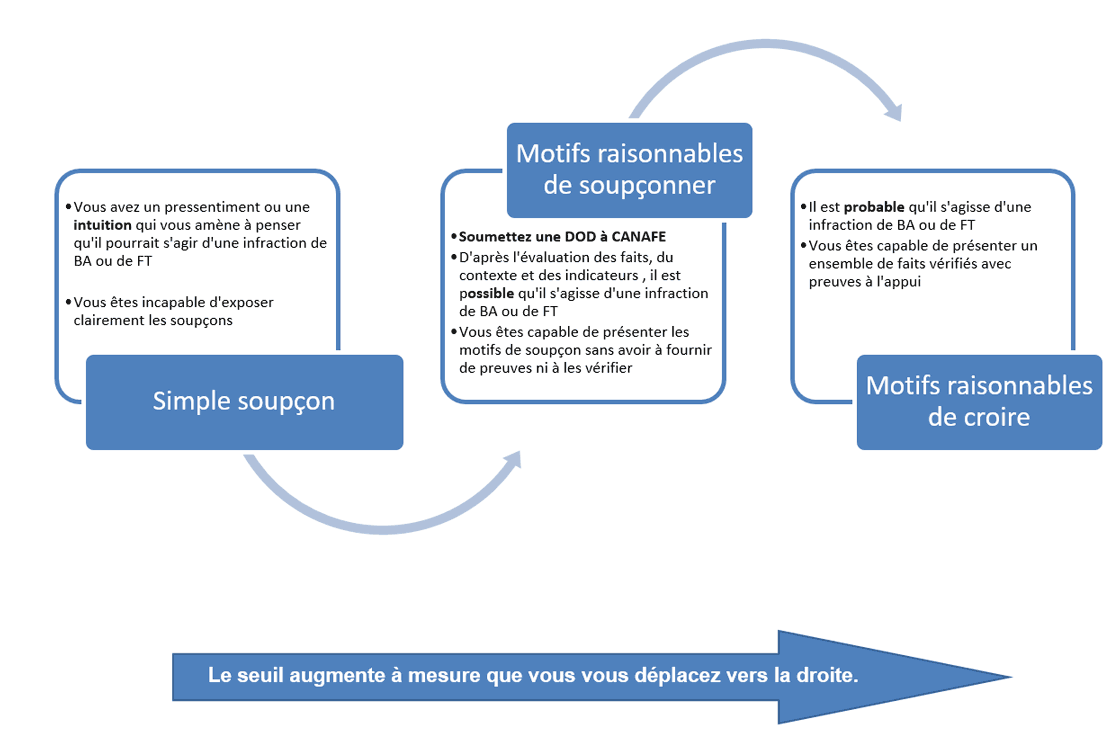 •Vous avez un pressentiment ou une
intuition qui vous amène à penser
qu'il pourrait s'agir d'une infraction de
BA ou de FT
•Vous êtes incapable d'exposer
clairement les soupçons
Simple soupçon
Motifs raisonnables
de soupçonner
•Soumettez une DOD à CANAFE
•D'après l'évaluation des faits, du
contexte et des indicateurs , il est
possible qu'il s'agisse d'une infraction
de BA ou de FT
•Vous êtes capable de présenter les
motifs de soupçon sans avoir à fournir
de preuves ni à les vérifier
•Il est probable qu'il s'agisse d'une
infraction de BA ou de FT
•Vous êtes capable de présenter un
ensemble de faits vérifiés avec
preuves à l'appui
Motifs raisonnables
de croire
Le seuil augmente à mesure que vous vous déplacez vers la droite.